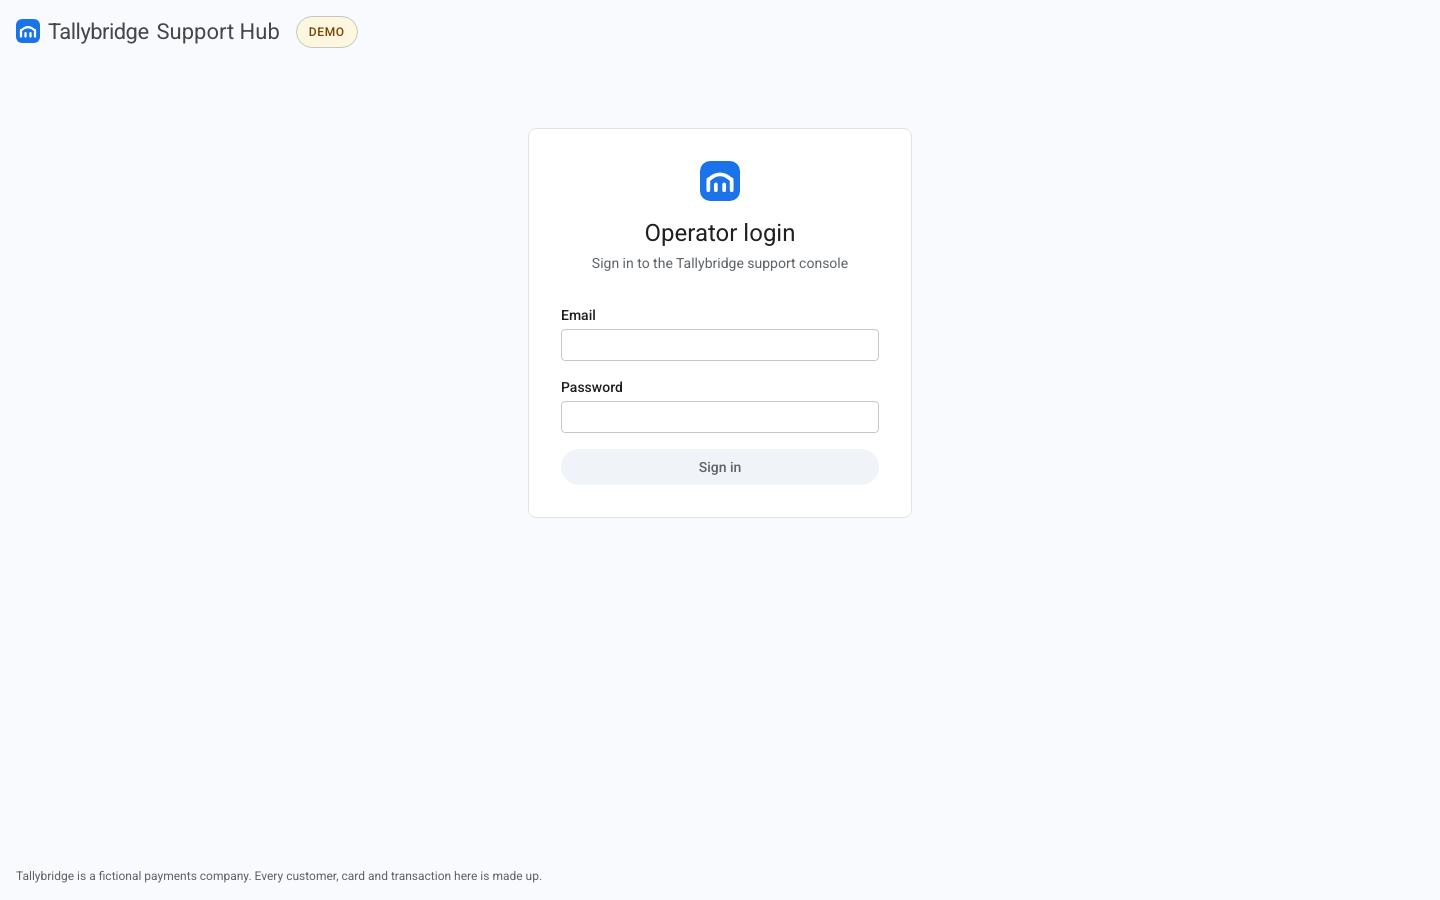 Tallybridge Support Hub DEMO
Operator login
Sign in to the Tallybridge support console
Email
Password
Sign in
Tallybridge is a fictional payments company. Every customer, card and transaction here is made up.